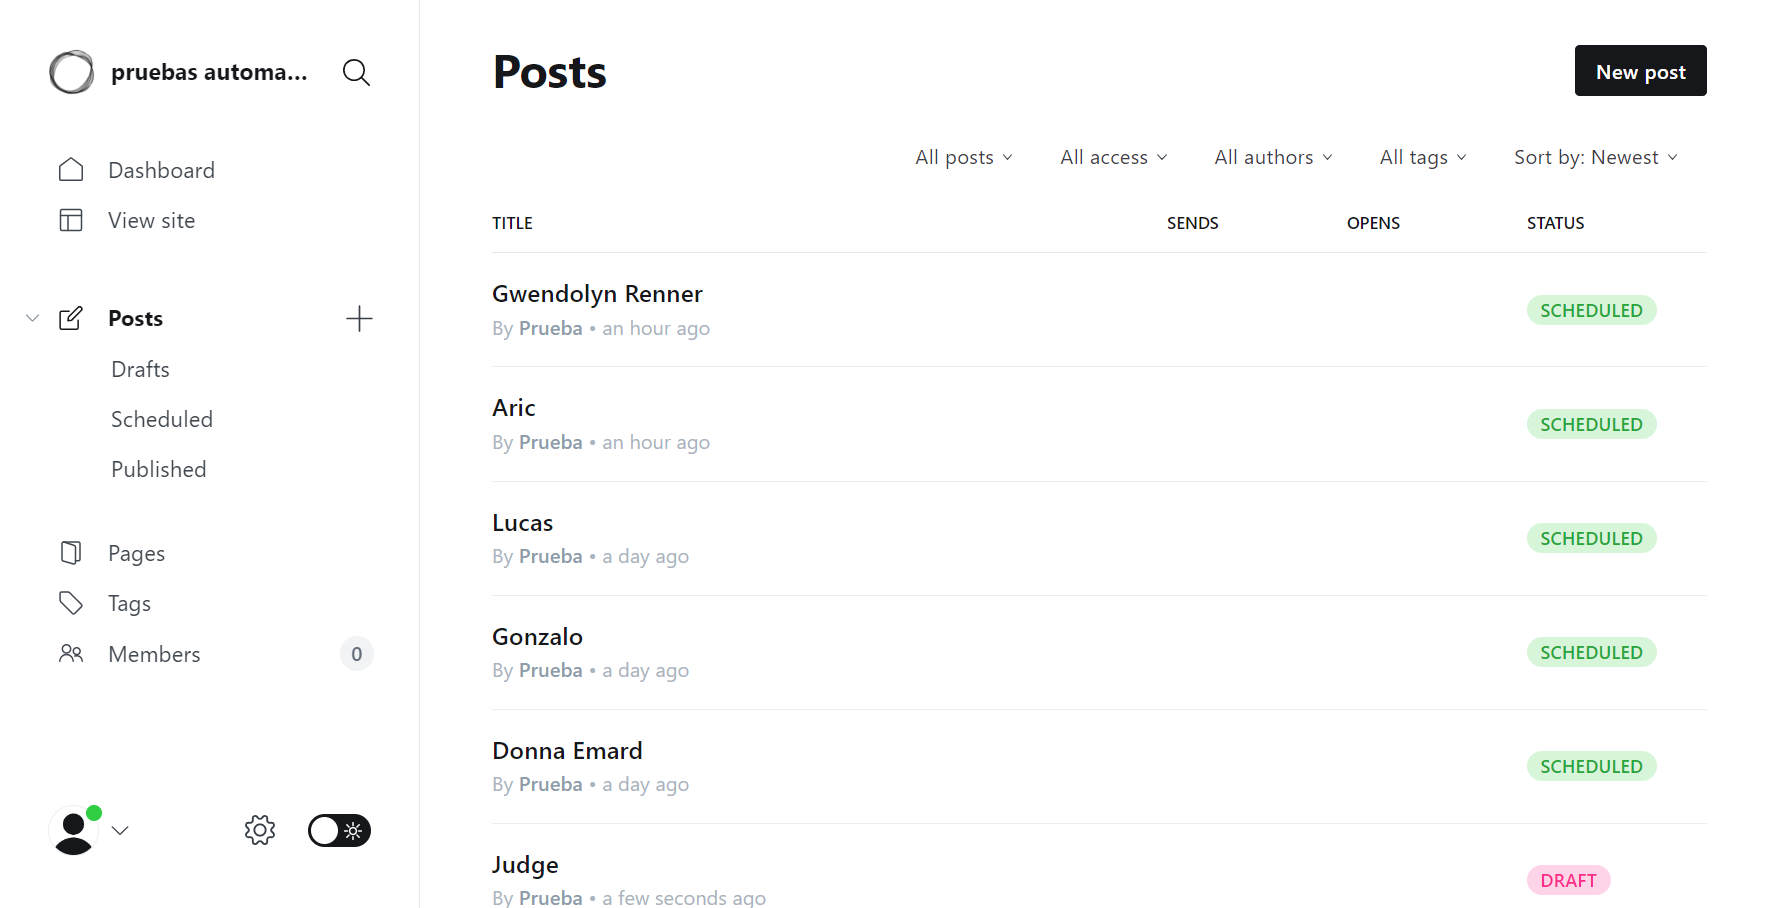 pruebas automa...
Dashboard
View site
Posts
Drafts
Scheduled
Published
Pages
Tags
Members 0
Posts
New post
All posts All access All authors All tags Sort by: Newest
TITLE SENDS OPENS STATUS
Gwendolyn Renner
By Prueba • an hour ago
SCHEDULED
Aric
By Prueba • an hour ago
SCHEDULED
Lucas
By Prueba • a day ago
SCHEDULED
Gonzalo
By Prueba • a day ago
SCHEDULED
Donna Emard
By Prueba • a day ago
SCHEDULED
Judge
By Prueba • a few seconds ago
DRAFT